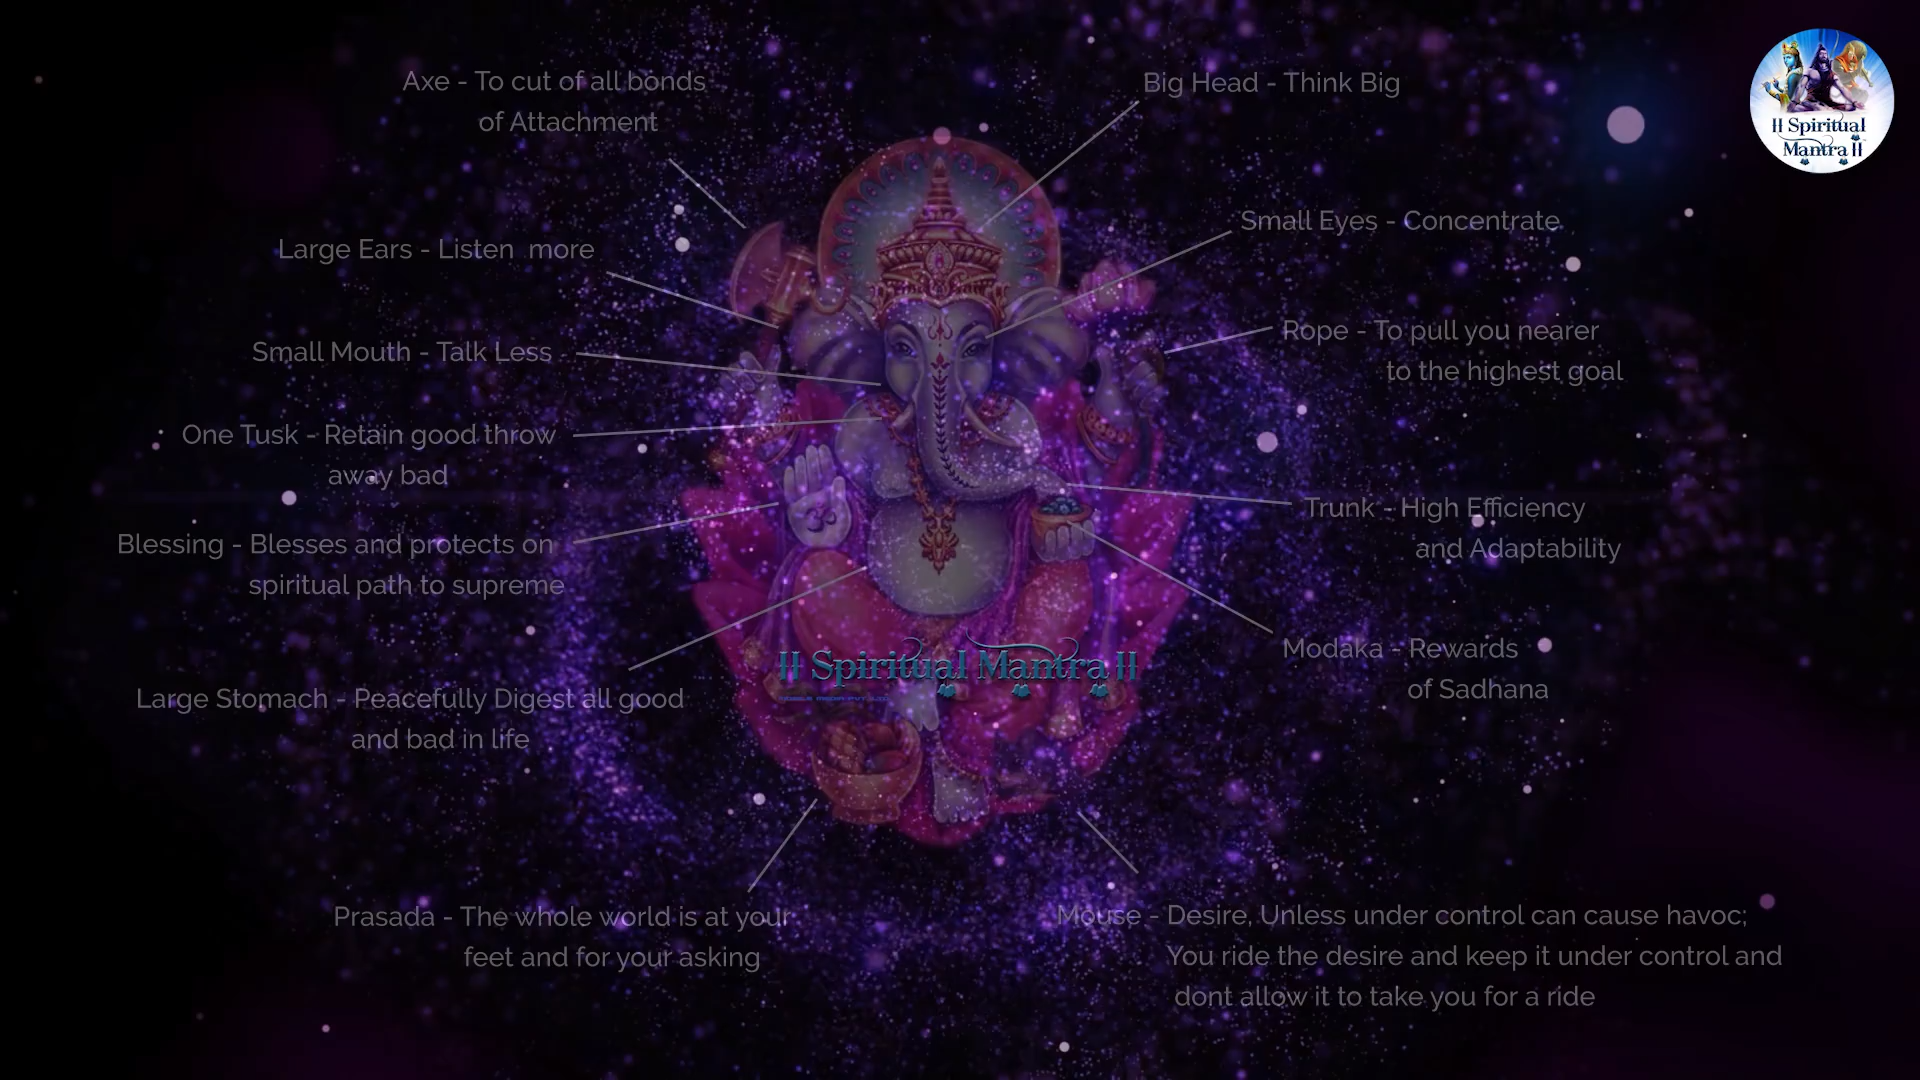 Axe - To cut of all bonds
of Attachment
Big Head - Think Big
|| Spiritual
Mantra ||
Large Ears - Listen more
Small Eyes - Concentrate
Small Mouth - Talk Less
Rope - To pull you nearer
to the highest goal
One Tusk - Retain good throw
away bad
Blessing - Blesses and protects on
spiritual path to supreme
Trunk - High Efficiency
and Adaptability
Large Stomach - Peacefully Digest all good
and bad in life
|| Spiritual Mantra ||
Modaka - Rewards
of Sadhana
Prasada - The whole world is at your
feet and for your asking
Mouse - Desire, Unless under control can cause havoc;
You ride the desire and keep it under control and
dont allow it to take you for a ride